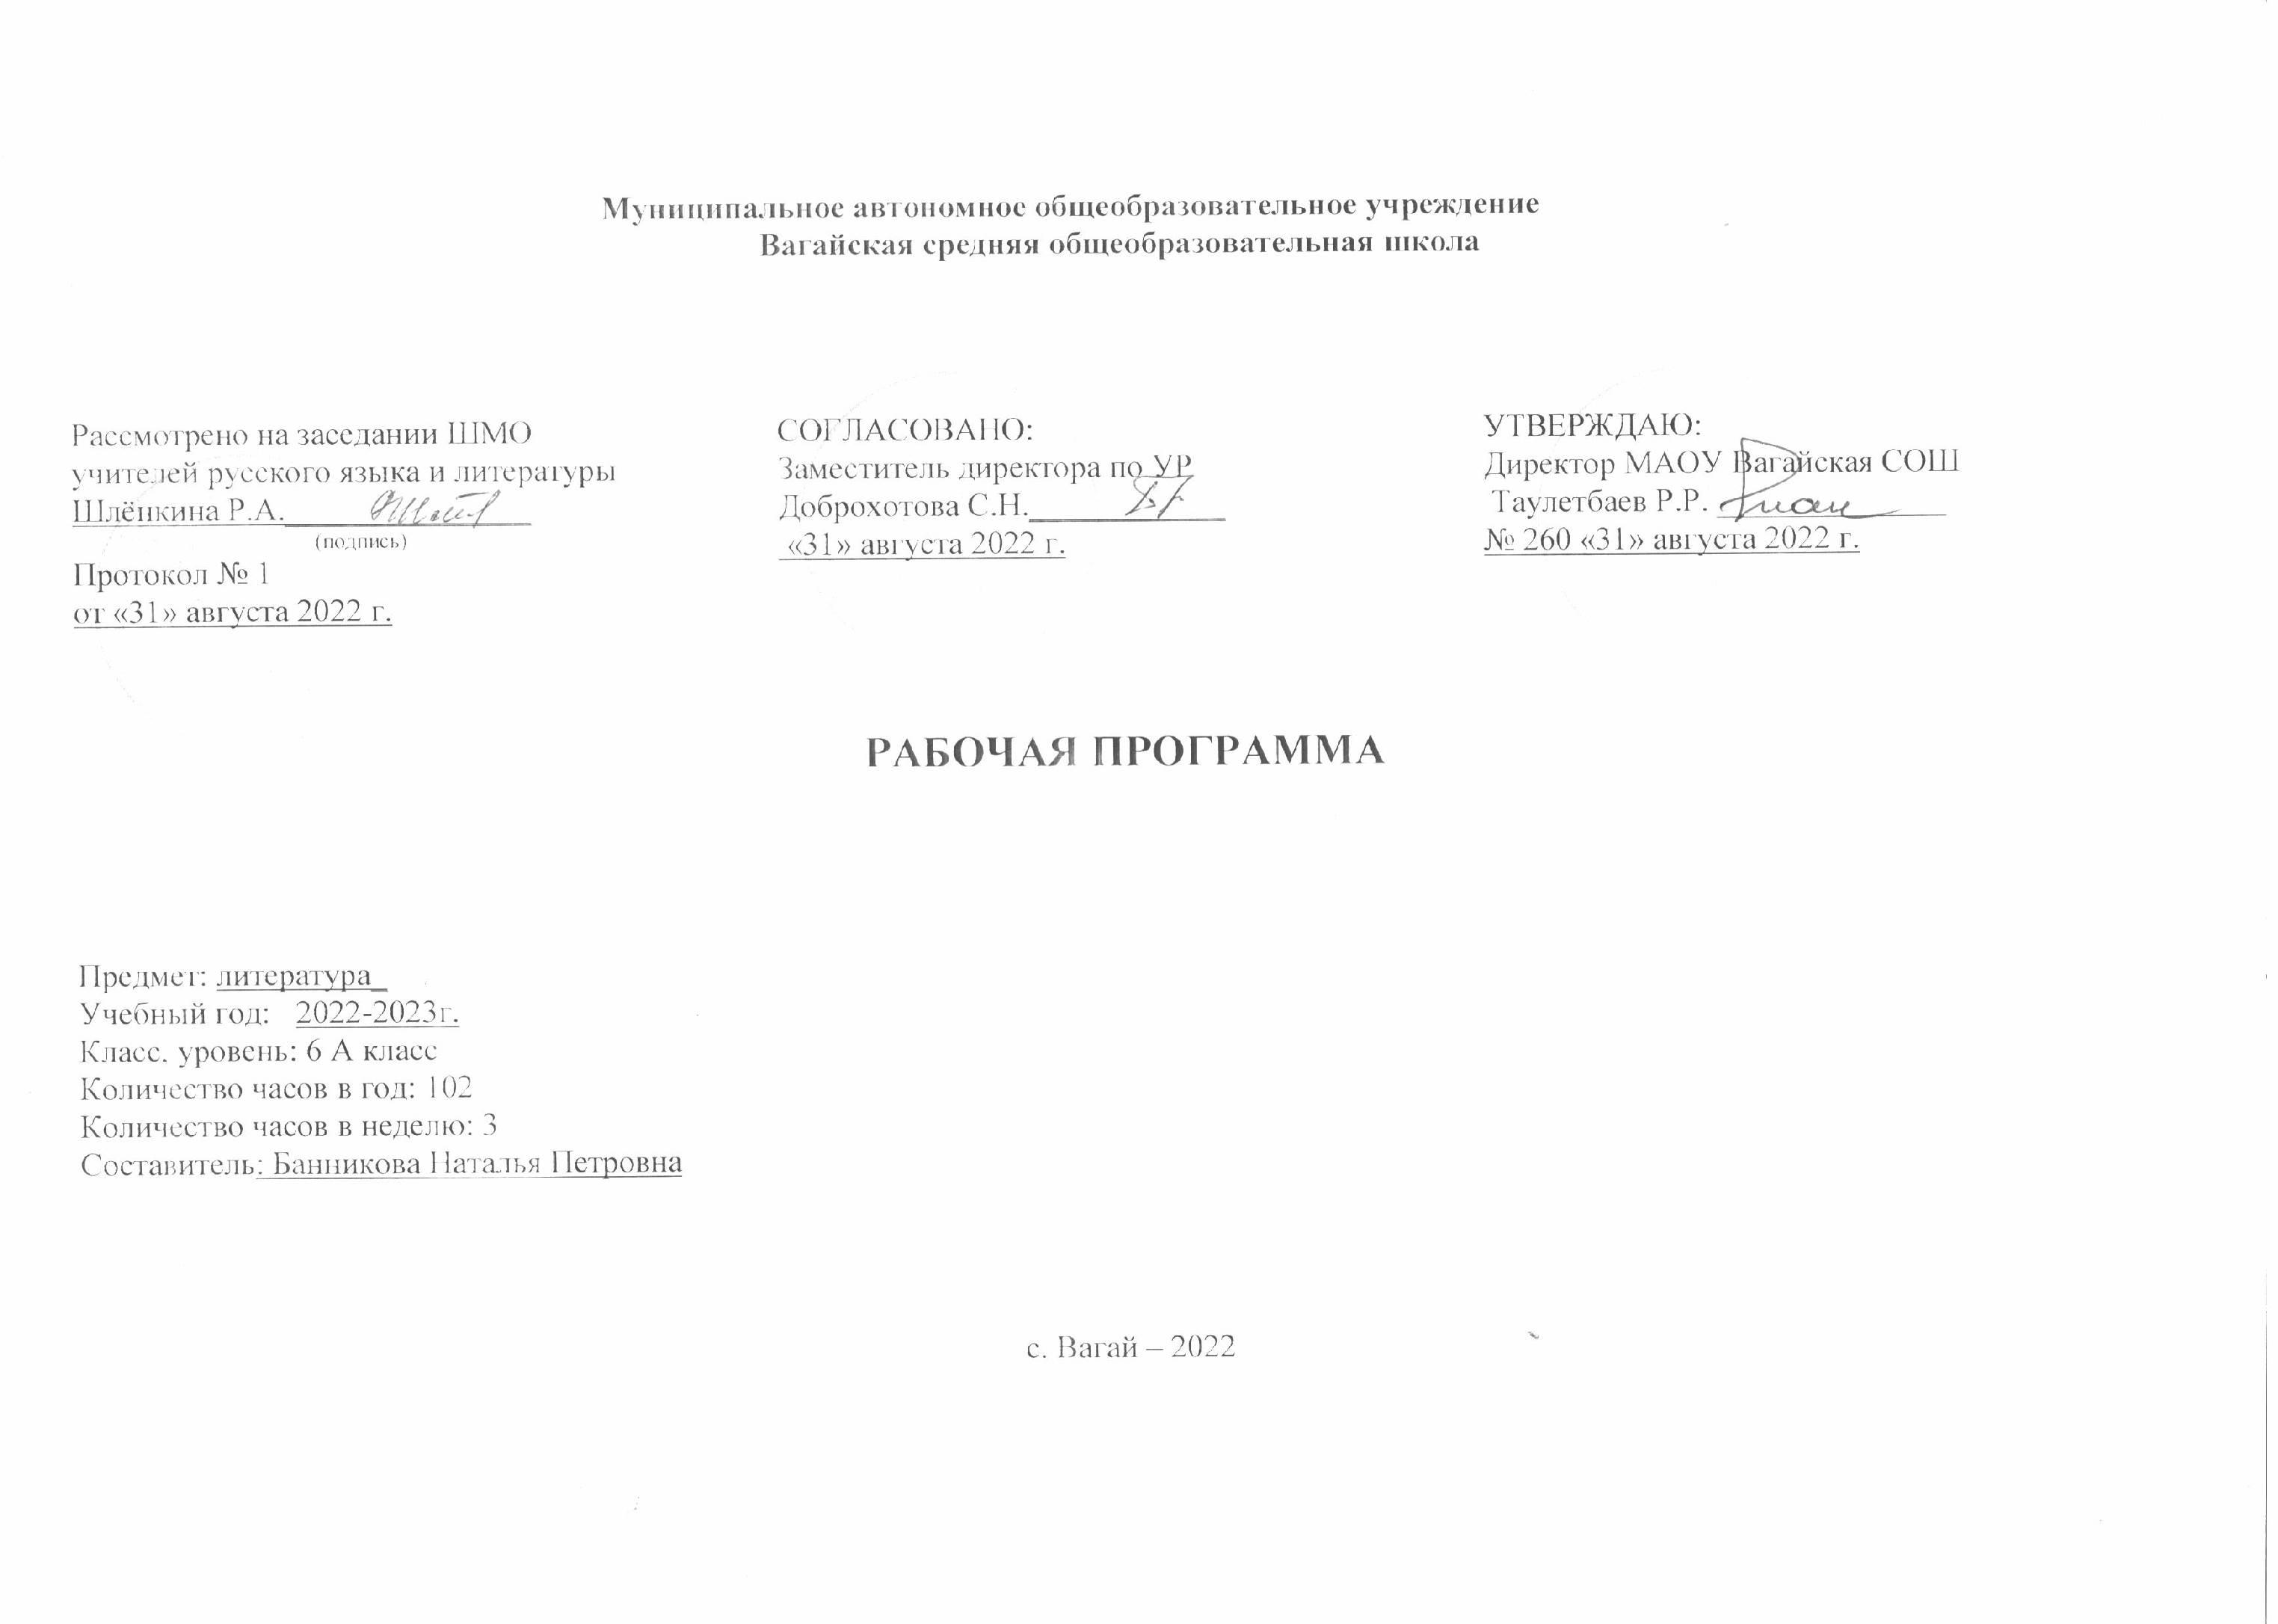 Муниципальное автономное общеобразовательное учреждение
Вагайская средняя общеобразовательная школа
Рассмотрено на заседании ШМО
учителей русского языка и литературы
Шлёнкина Р.А.
(подпись)
Протокол № 1
от «31» августа 2022 г.
СОГЛАСОВАНО:
Заместитель директора по УР
Доброхотова С.Н.
«31» августа 2022 г.
УТВЕРЖДАЮ:
Директор МАОУ Вагайская СОШ
Таулетбаев Р.Р.
№ 260 «31» августа 2022 г.
РАБОЧАЯ ПРОГРАММА
Предмет: литература_
Учебный год: 2022-2023г.
Класс. уровень: 6 А класс
Количество часов в год: 102
Количество часов в неделю: 3
Составитель: Банникова Наталья Петровна
с. Вагай – 2022